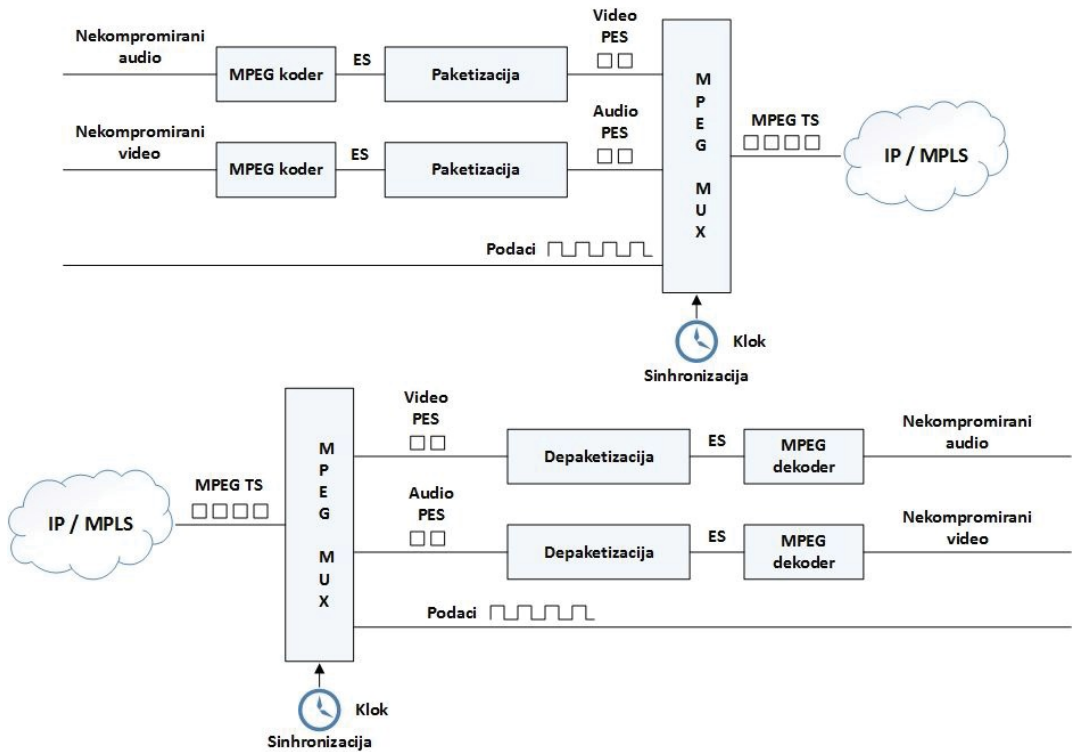 Nekompromirani
audio
MPEG koder
ES
Paketizacija
Video
PES
Nekompromirani
video
MPEG koder
ES
Paketizacija
Audio
PES
Podaci
M
P
E
G
M
U
X
MPEG TS
IP / MPLS
Klok
Sinhronizacija
IP / MPLS
MPEG TS
M
P
E
G
M
U
X
Klok
Sinhronizacija
Video
PES
Depaketizacija
ES
MPEG
dekoder
Nekompromirani
audio
Audio
PES
Depaketizacija
ES
MPEG
dekoder
Nekompromirani
video
Podaci